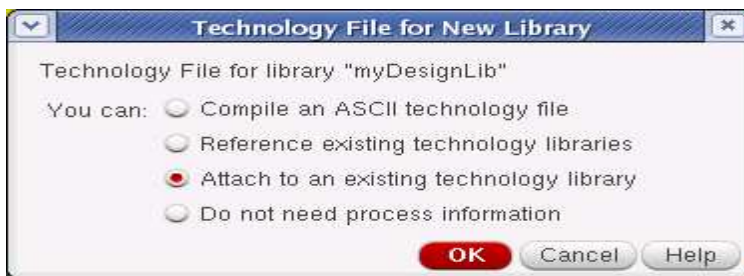 Technology File for New Library
Technology File for library "myDesignLib"
You can: Compile an ASCII technology file
Reference existing technology libraries
Attach to an existing technology library
Do not need process information
OK Cancel Help